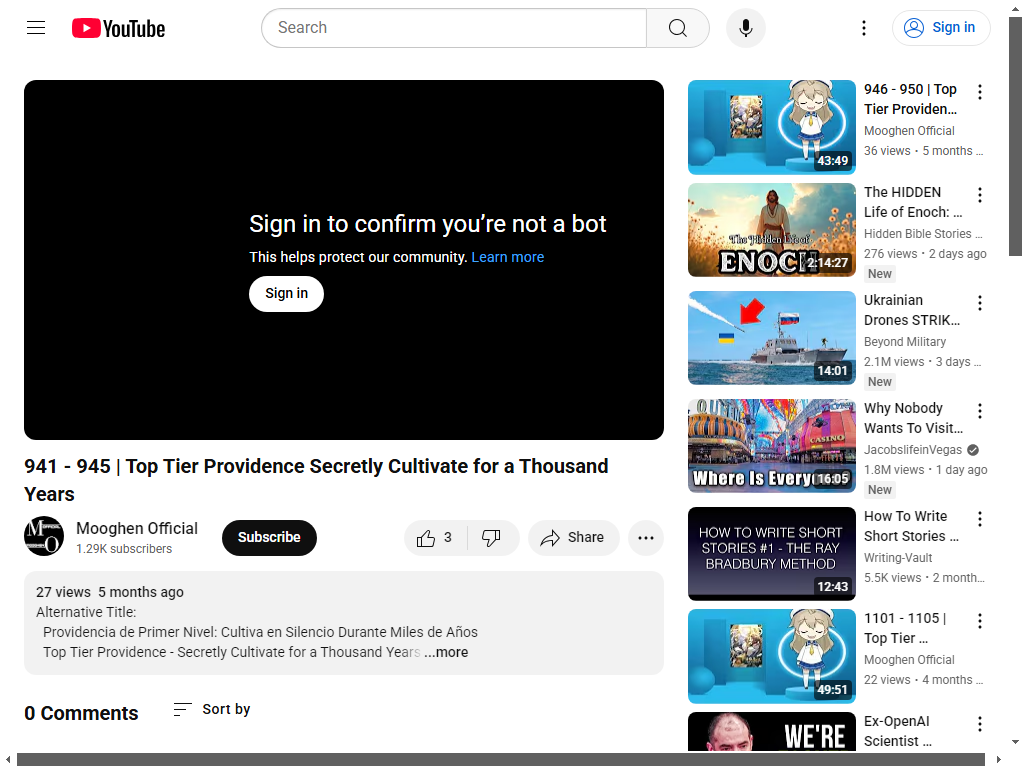 YouTube
Search
Sign in
Sign in to confirm you’re not a bot
This helps protect our community. Learn more
Sign in
941 - 945 | Top Tier Providence Secretly Cultivate for a Thousand
Years
Mooghen Official
1.29K subscribers
Subscribe
3
Share
27 views 5 months ago
Alternative Title:
Providencia de Primer Nivel: Cultiva en Silencio Durante Miles de Años
Top Tier Providence - Secretly Cultivate for a Thousand Years ...more
0 Comments
Sort by
43:49
946 - 950 | Top
Tier Providen...
Mooghen Official
36 views • 5 months ...
The Hidden Life of
ENOCH
2:14:27
The HIDDEN
Life of Enoch: ...
Hidden Bible Stories ...
276 views • 2 days ago
New
14:01
Ukrainian
Drones STRIK...
Beyond Military
2.1M views • 3 days ...
New
CASINO
Where Is Everyo
16:05
Why Nobody
Wants To Visit...
JacobslifeinVegas
1.8M views • 1 day ago
New
HOW TO WRITE SHORT
STORIES #1 - THE RAY
BRADBURY METHOD
12:43
How To Write
Short Stories ...
Writing-Vault
5.5K views • 2 month...
49:51
1101 - 1105 |
Top Tier ...
Mooghen Official
22 views • 4 months ...
WE'RE
Ex-OpenAI
Scientist ...